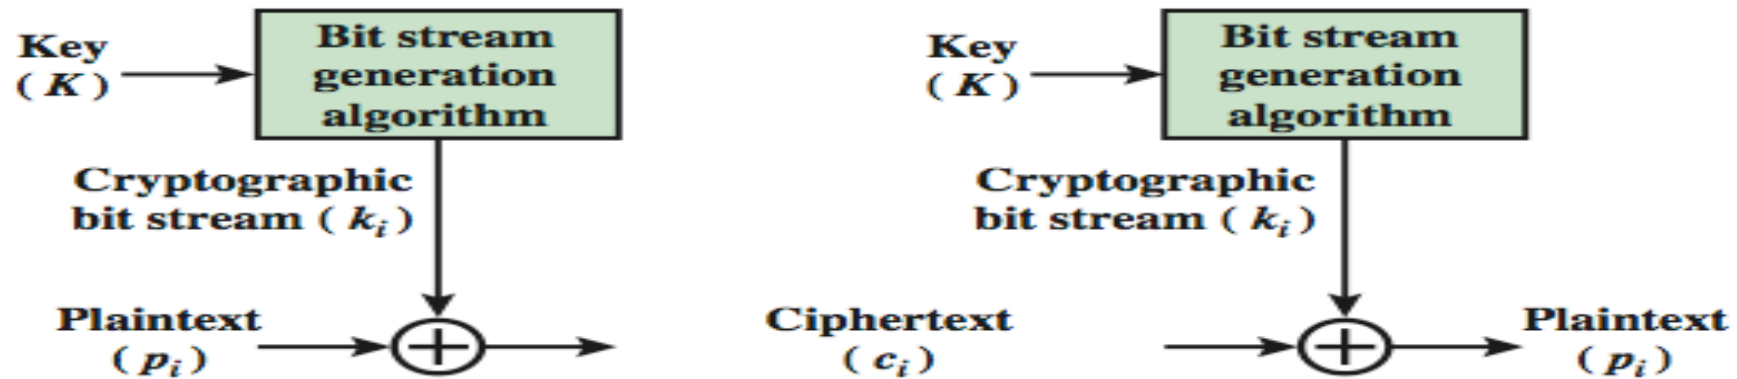 Bit stream
generation
algorithm
Key
( K )
Cryptographic
bit stream ( kᵢ )
Plaintext
( pᵢ )
Ciphertext
( cᵢ )
Bit stream
generation
algorithm
Key
( K )
Cryptographic
bit stream ( kᵢ )
Plaintext
( pᵢ )